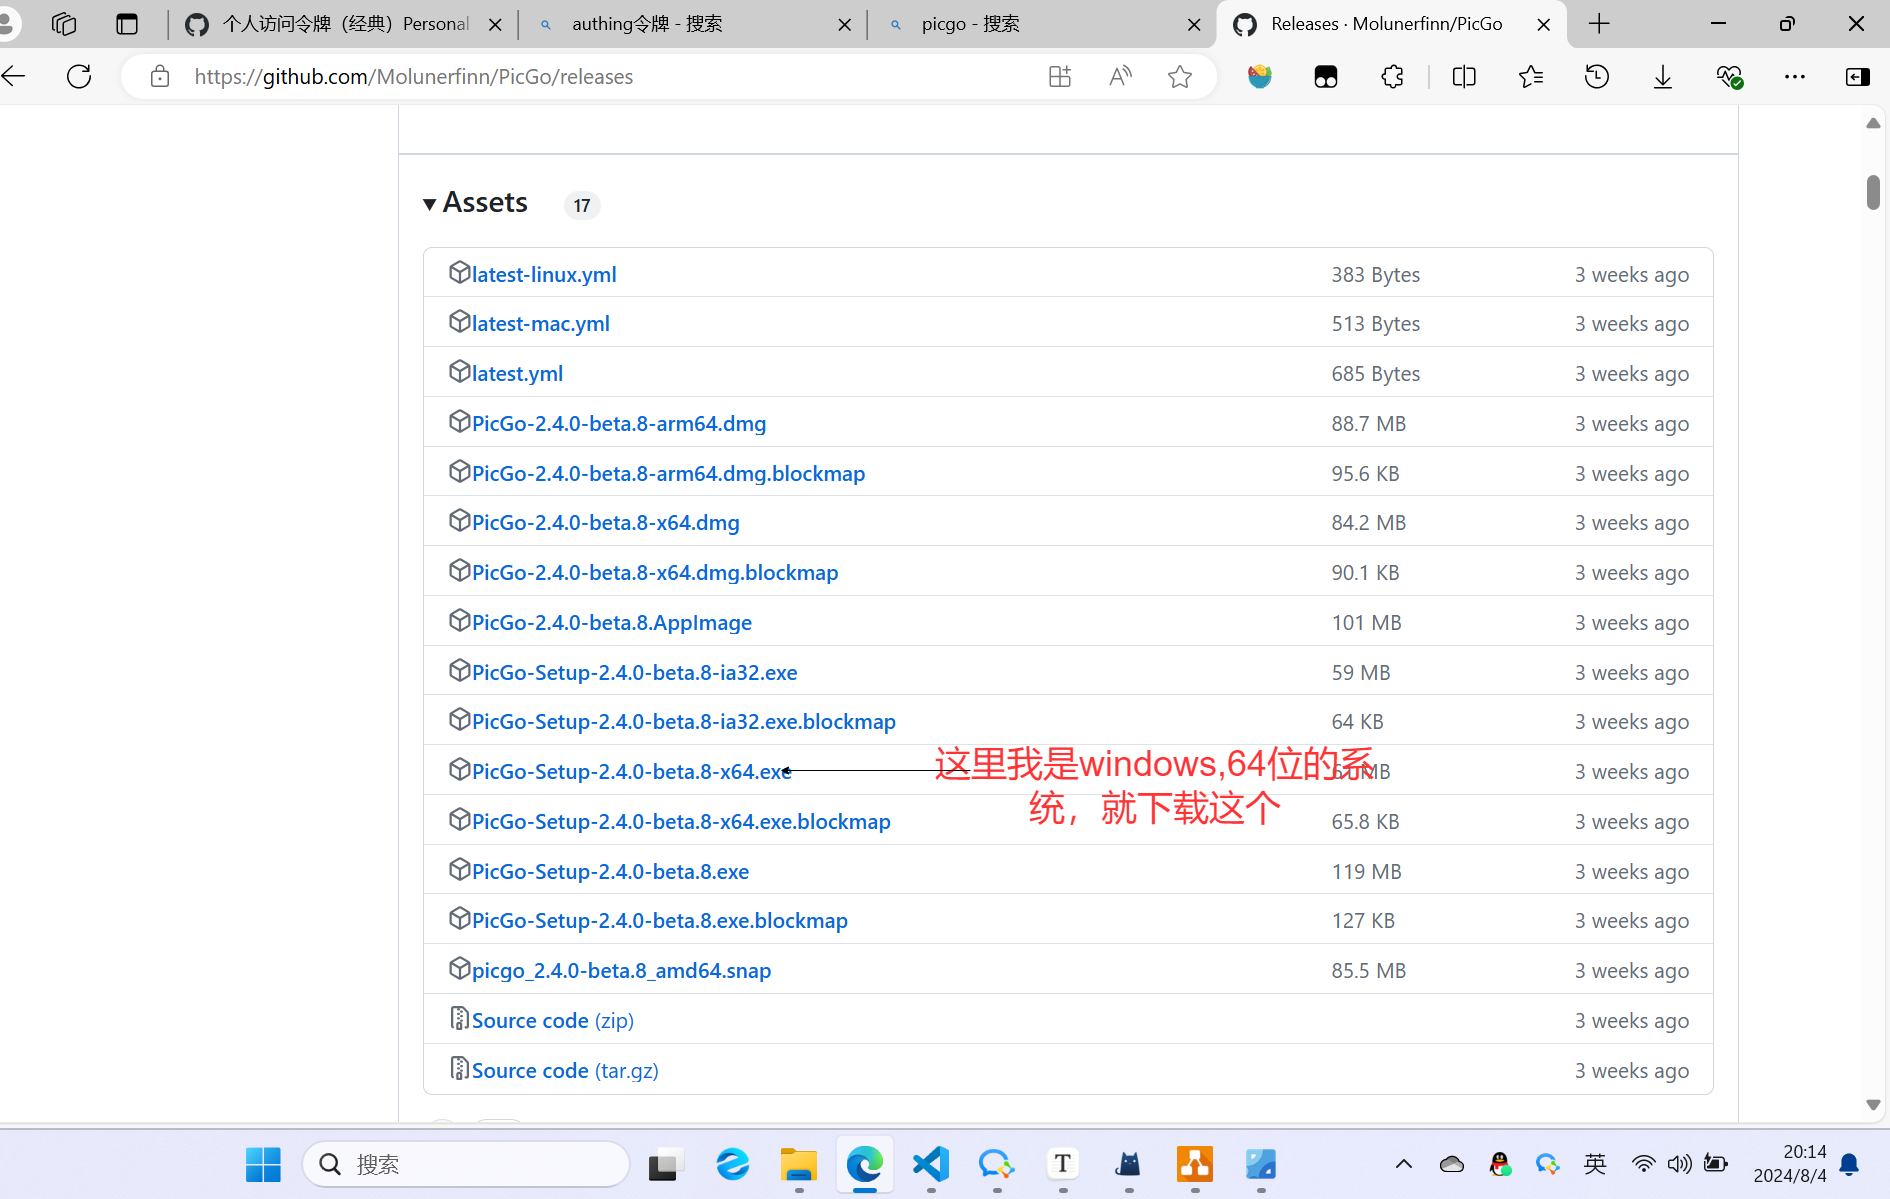 个人访问令牌（经典）Personal
authing令牌 - 搜索
picgo - 搜索
Releases · Molunerfinn/PicGo
https://github.com/Molunerfinn/PicGo/releases
Assets 17
latest-linux.yml 383 Bytes 3 weeks ago
latest-mac.yml 513 Bytes 3 weeks ago
latest.yml 685 Bytes 3 weeks ago
PicGo-2.4.0-beta.8-arm64.dmg 88.7 MB 3 weeks ago
PicGo-2.4.0-beta.8-arm64.dmg.blockmap 95.6 KB 3 weeks ago
PicGo-2.4.0-beta.8-x64.dmg 84.2 MB 3 weeks ago
PicGo-2.4.0-beta.8-x64.dmg.blockmap 90.1 KB 3 weeks ago
PicGo-2.4.0-beta.8.AppImage 101 MB 3 weeks ago
PicGo-Setup-2.4.0-beta.8-ia32.exe 59 MB 3 weeks ago
PicGo-Setup-2.4.0-beta.8-ia32.exe.blockmap 64 KB 3 weeks ago
PicGo-Setup-2.4.0-beta.8-x64.exe MB 3 weeks ago
这里我是windows,64位的系
统，就下载这个
PicGo-Setup-2.4.0-beta.8-x64.exe.blockmap 65.8 KB 3 weeks ago
PicGo-Setup-2.4.0-beta.8.exe 119 MB 3 weeks ago
PicGo-Setup-2.4.0-beta.8.exe.blockmap 127 KB 3 weeks ago
picgo_2.4.0-beta.8_amd64.snap 85.5 MB 3 weeks ago
Source code (zip) 3 weeks ago
Source code (tar.gz) 3 weeks ago
搜索
英
20:14
2024/8/4